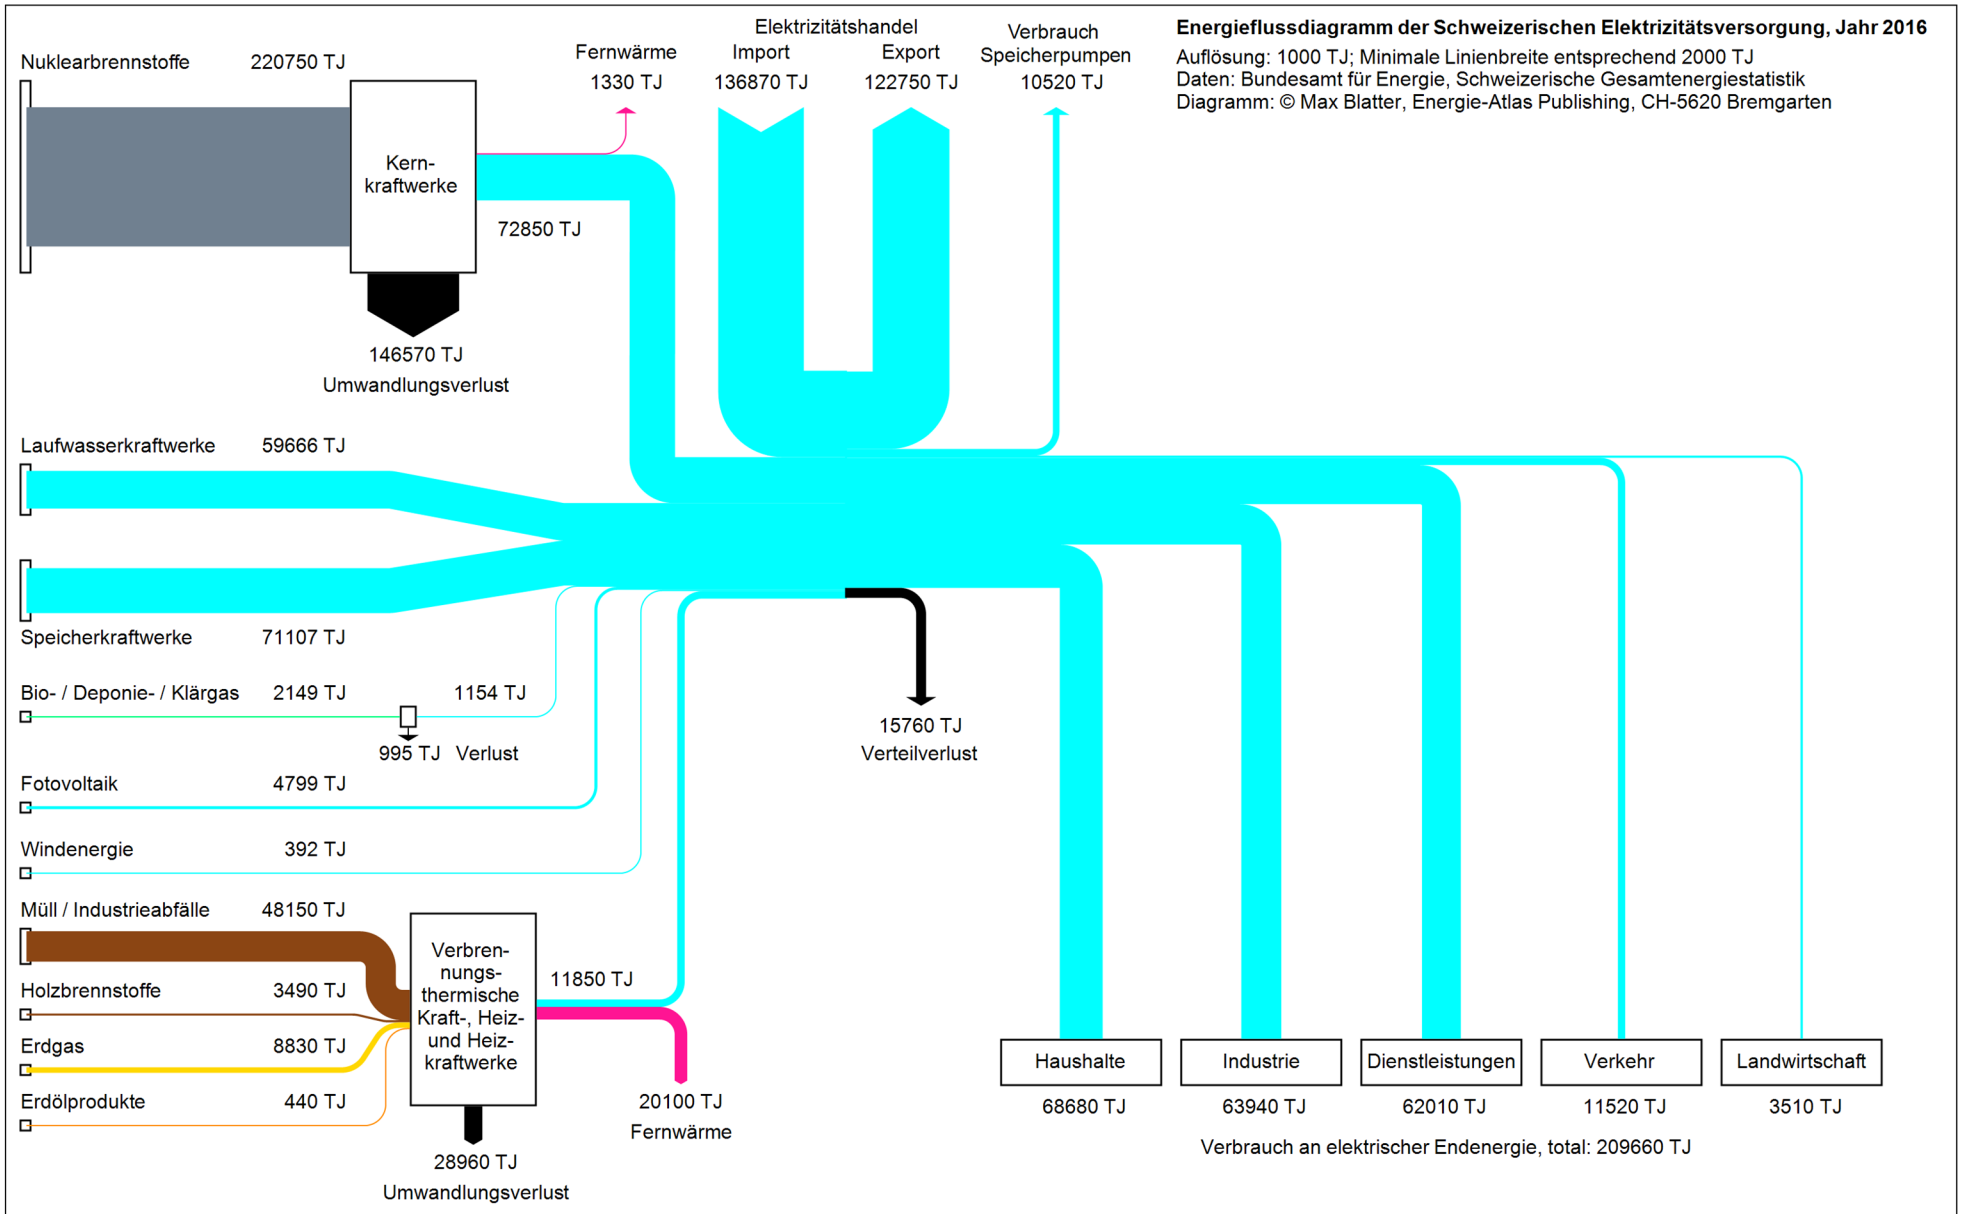 Energieflussdiagramm der Schweizerischen Elektrizitätsversorgung, Jahr 2016
Auflösung: 1000 TJ; Minimale Linienbreite entsprechend 2000 TJ
Daten: Bundesamt für Energie, Schweizerische Gesamtenergiestatistik
Diagramm: © Max Blatter, Energie-Atlas Publishing, CH-5620 Bremgarten
Nuklearbrennstoffe 220750 TJ
Kern-
kraftwerke
Fernwärme
1330 TJ
Elektrizitätshandel
Import
136870 TJ
Export
122750 TJ
Verbrauch
Speicherpumpen
10520 TJ
72850 TJ
146570 TJ
Umwandlungsverlust
Laufwasserkraftwerke 59666 TJ
Speicherkraftwerke 71107 TJ
Bio- / Deponie- / Klärgas 2149 TJ
1154 TJ
995 TJ Verlust
Fotovoltaik 4799 TJ
Windenergie 392 TJ
Müll / Industrieabfälle 48150 TJ
Holzbrennstoffe 3490 TJ
Erdgas 8830 TJ
Erdölprodukte 440 TJ
Verbren-
nungs-
thermische
Kraft-, Heiz-
und Heiz-
kraftwerke
11850 TJ
20100 TJ
Fernwärme
28960 TJ
Umwandlungsverlust
15760 TJ
Verteilverlust
Haushalte
68680 TJ
Industrie
63940 TJ
Dienstleistungen
62010 TJ
Verkehr
11520 TJ
Landwirtschaft
3510 TJ
Verbrauch an elektrischer Endenergie, total: 209660 TJ